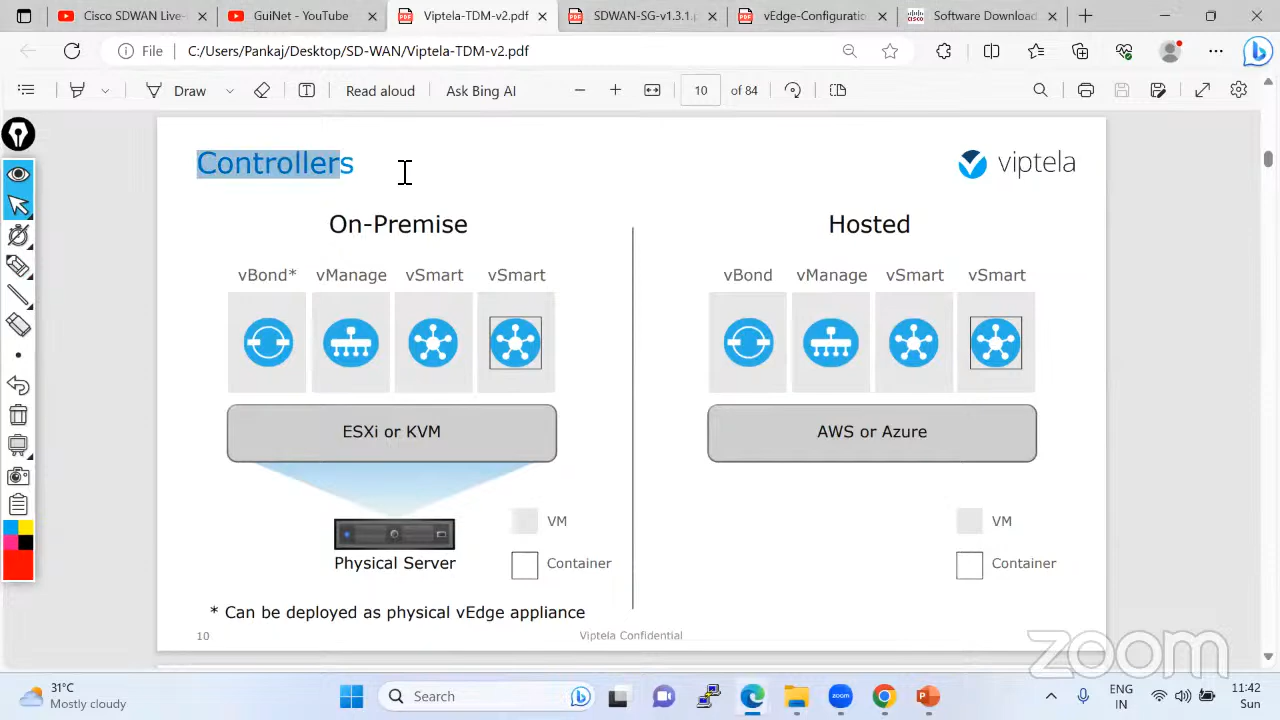 Cisco SDWAN Live-
GuiNet - YouTube
Viptela-TDM-v2.pdf
SDWAN-SG-v1.3.1.
vEdge-Configuratio
Software Download
File
C:/Users/Pankaj/Desktop/SD-WAN/Viptela-TDM-v2.pdf
Draw
Read aloud
Ask Bing AI
10
of 84
Controllers
viptela
On-Premise
Hosted
vBond* vManage vSmart vSmart
vBond vManage vSmart vSmart
ESXi or KVM
AWS or Azure
VM
VM
Physical Server
Container
Container
* Can be deployed as physical vEdge appliance
10
Viptela Confidential
zoom
31°C
Mostly cloudy
Search
zoom
ENG
IN
11:42
Sun